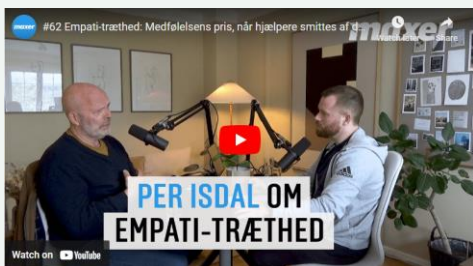 #62 Empati-træthed: Medfølelsens pris, når hjælpere smittes af d
Watch later
Share
PER ISDAL OM
EMPATI-TRÆTHED
Watch on YouTube